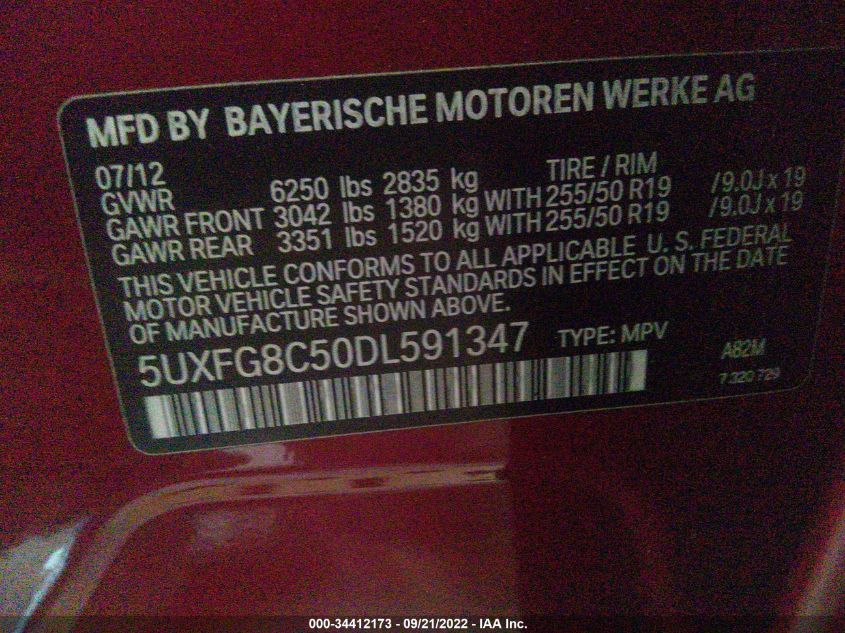 MFD BY BAYERISCHE MOTOREN WERKE AG
07/12 TIRE / RIM
GVWR 6250 lbs 2835 kg
GAWR FRONT 3042 lbs 1380 kg WITH 255/50 R19 /9.0J x 19
GAWR REAR 3351 lbs 1520 kg WITH 255/50 R19 /9.0J x 19
THIS VEHICLE CONFORMS TO ALL APPLICABLE U. S. FEDERAL
MOTOR VEHICLE SAFETY STANDARDS IN EFFECT ON THE DATE
OF MANUFACTURE SHOWN ABOVE.
5UXFG8C50DL591347 TYPE: MPV A82M
7 320 729
000-34412173 - 09/21/2022 - IAA Inc.